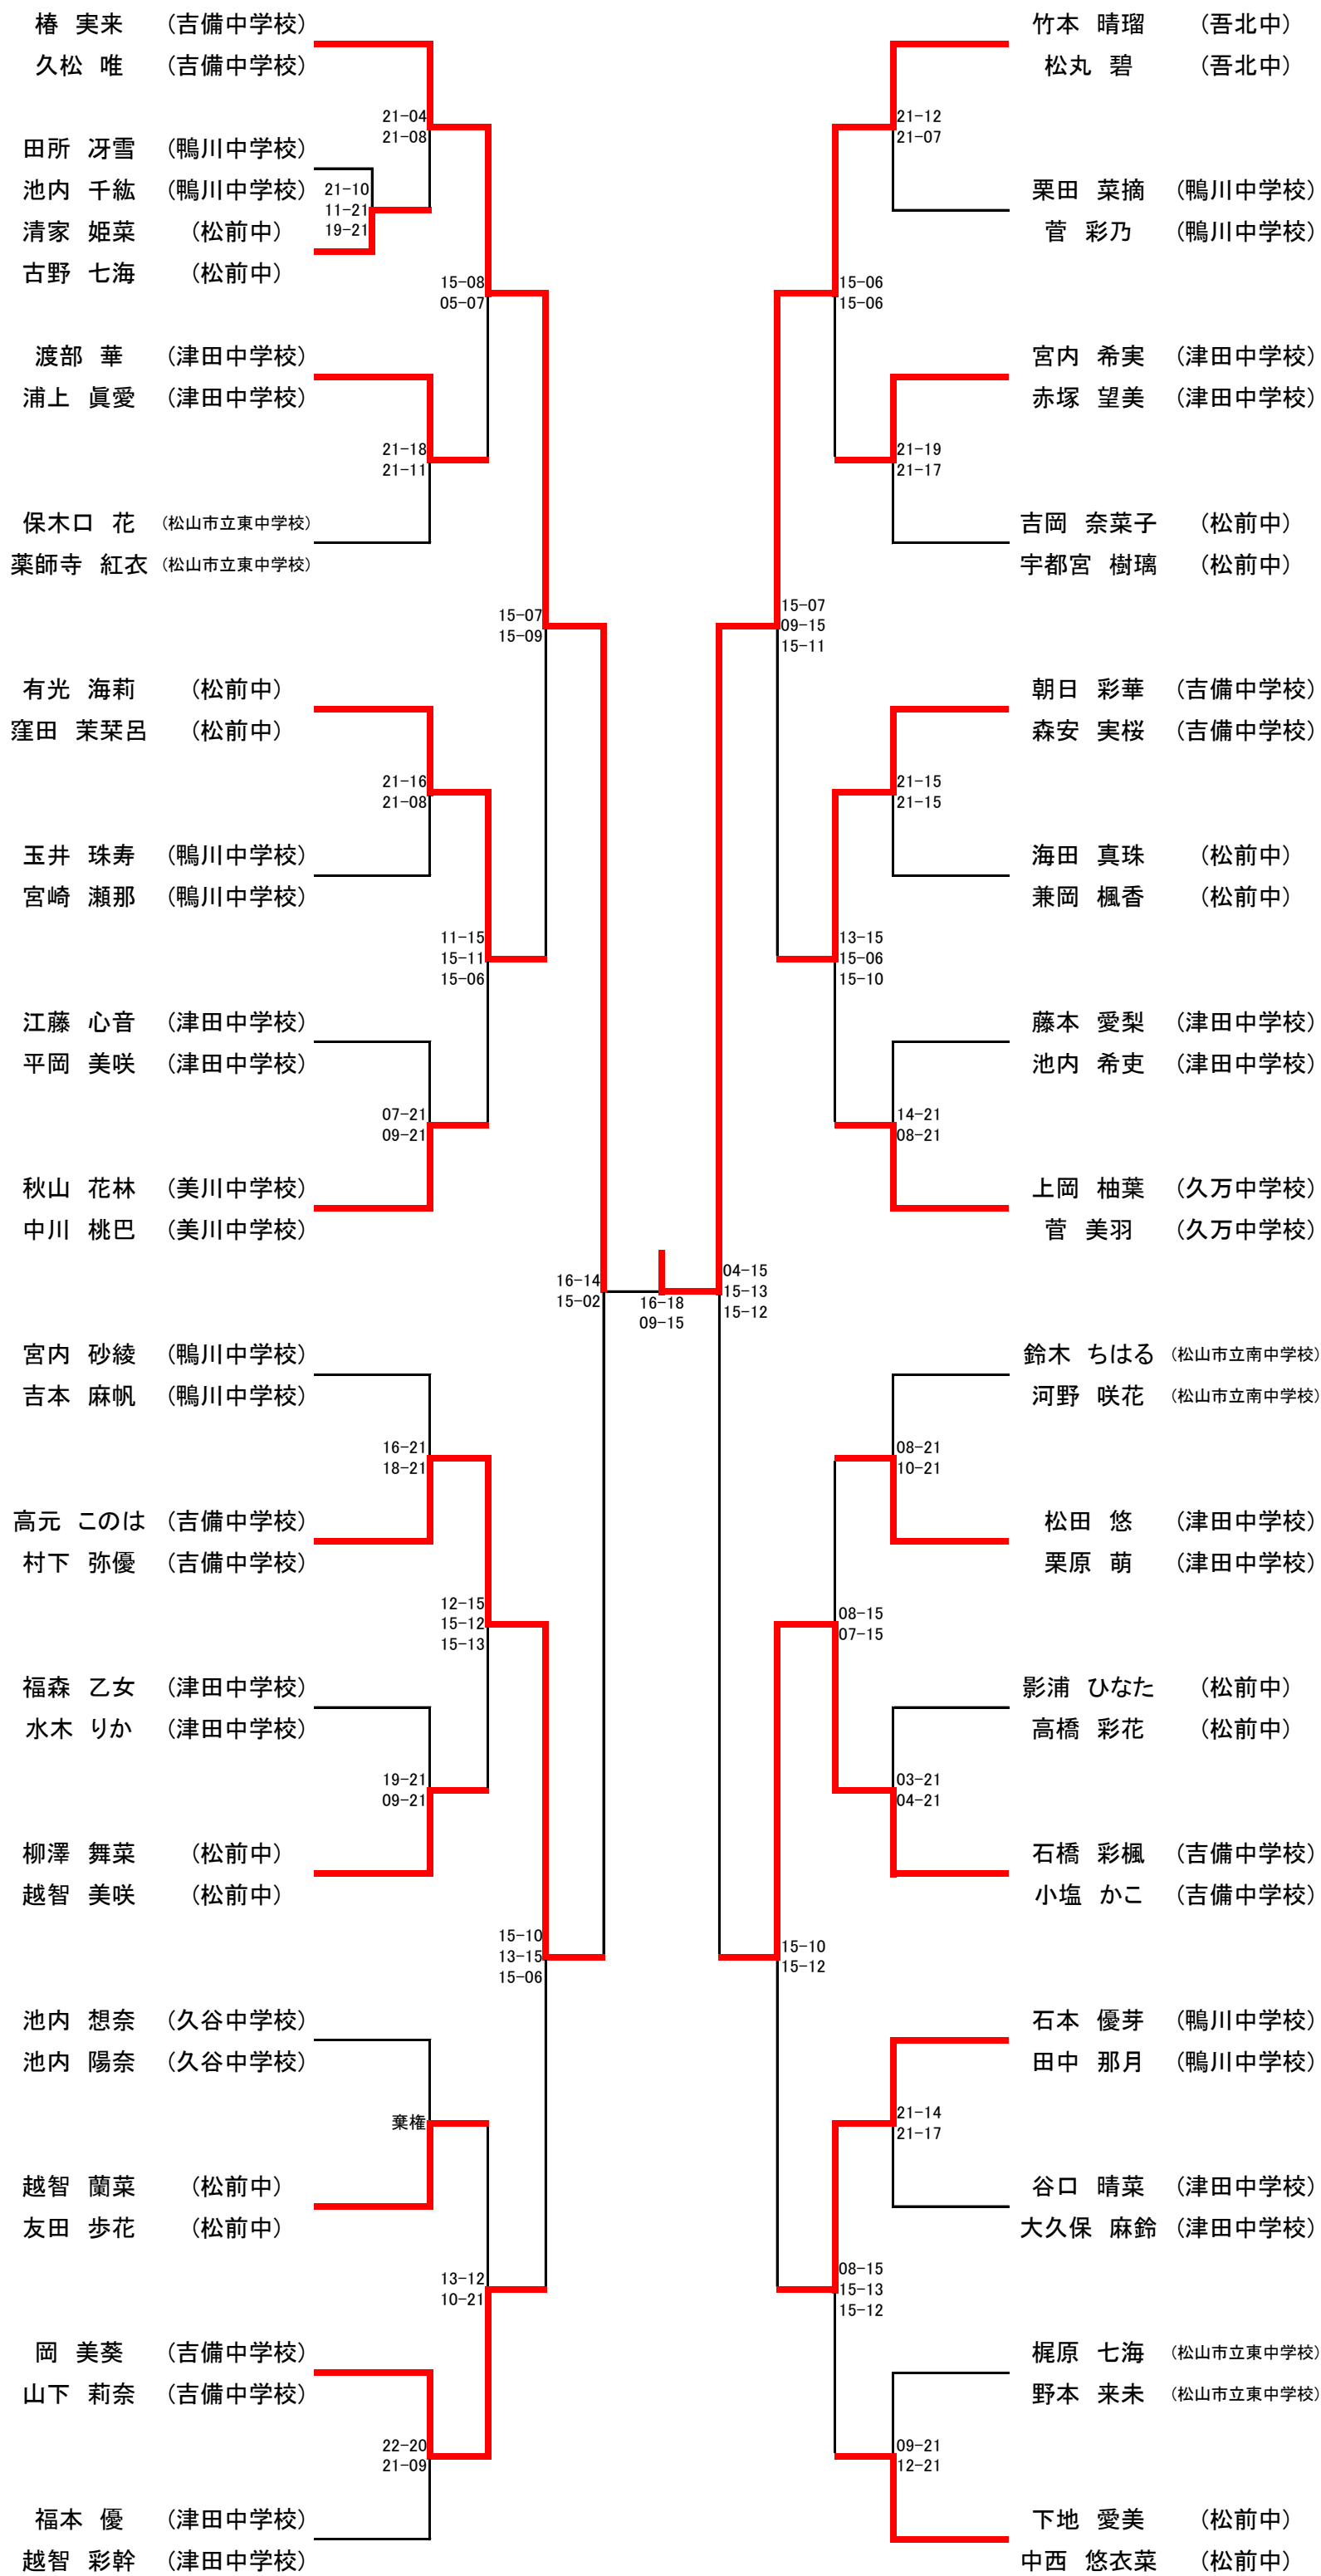 椿 実来 (吉備中学校)
久松 唯 (吉備中学校)
21-04
21-08
田所 冴雪 (鴨川中学校)
池内 千紘 (鴨川中学校)
21-10
11-21
19-21
清家 姫菜 (松前中)
古野 七海 (松前中)
15-08
05-07
渡部 華 (津田中学校)
浦上 眞愛 (津田中学校)
21-18
21-11
保木口 花 (松山市立東中学校)
薬師寺 紅衣 (松山市立東中学校)
15-07
15-09
有光 海莉 (松前中)
窪田 茉栞呂 (松前中)
21-16
21-08
玉井 珠寿 (鴨川中学校)
宮崎 瀬那 (鴨川中学校)
11-15
15-11
15-06
江藤 心音 (津田中学校)
平岡 美咲 (津田中学校)
07-21
09-21
秋山 花林 (美川中学校)
中川 桃巴 (美川中学校)
16-14
15-02
宮内 砂綾 (鴨川中学校)
吉本 麻帆 (鴨川中学校)
16-21
18-21
高元 このは (吉備中学校)
村下 弥優 (吉備中学校)
12-15
15-12
15-13
福森 乙女 (津田中学校)
水木 りか (津田中学校)
19-21
09-21
柳澤 舞菜 (松前中)
越智 美咲 (松前中)
15-10
13-15
15-06
池内 想奈 (久谷中学校)
池内 陽奈 (久谷中学校)
棄権
越智 蘭菜 (松前中)
友田 歩花 (松前中)
13-12
10-21
岡 美葵 (吉備中学校)
山下 莉奈 (吉備中学校)
22-20
21-09
福本 優 (津田中学校)
越智 彩幹 (津田中学校)
16-18
09-15
竹本 晴瑠 (吾北中)
松丸 碧 (吾北中)
21-12
21-07
栗田 菜摘 (鴨川中学校)
菅 彩乃 (鴨川中学校)
15-06
15-06
宮内 希実 (津田中学校)
赤塚 望美 (津田中学校)
21-19
21-17
吉岡 奈菜子 (松前中)
宇都宮 樹璃 (松前中)
15-07
09-15
15-11
朝日 彩華 (吉備中学校)
森安 実桜 (吉備中学校)
21-15
21-15
海田 真珠 (松前中)
兼岡 楓香 (松前中)
13-15
15-06
15-10
藤本 愛梨 (津田中学校)
池内 希吏 (津田中学校)
14-21
08-21
上岡 柚葉 (久万中学校)
菅 美羽 (久万中学校)
04-15
15-13
15-12
鈴木 ちはる (松山市立南中学校)
河野 咲花 (松山市立南中学校)
08-21
10-21
松田 悠 (津田中学校)
栗原 萌 (津田中学校)
08-15
07-15
影浦 ひなた (松前中)
高橋 彩花 (松前中)
03-21
04-21
石橋 彩楓 (吉備中学校)
小塩 かこ (吉備中学校)
15-10
15-12
石本 優芽 (鴨川中学校)
田中 那月 (鴨川中学校)
21-14
21-17
谷口 晴菜 (津田中学校)
大久保 麻鈴 (津田中学校)
08-15
15-13
15-12
梶原 七海 (松山市立東中学校)
野本 来未 (松山市立東中学校)
09-21
12-21
下地 愛美 (松前中)
中西 悠衣菜 (松前中)